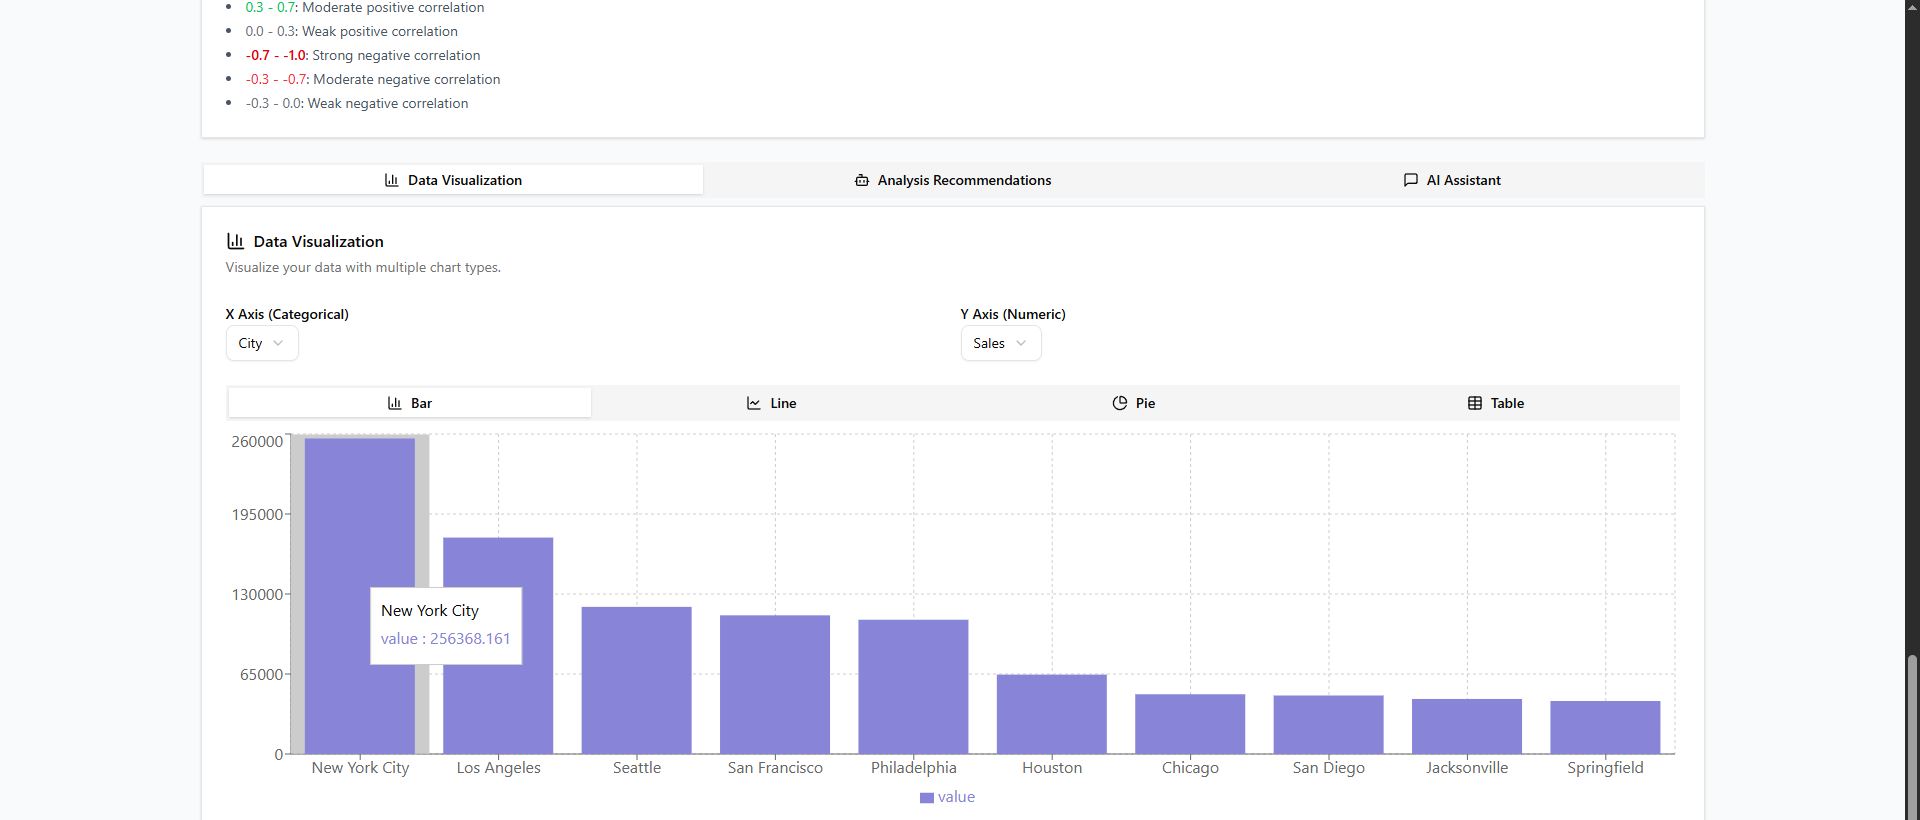 0.3 - 0.7: Moderate positive correlation
0.0 - 0.3: Weak positive correlation
-0.7 - -1.0: Strong negative correlation
-0.3 - -0.7: Moderate negative correlation
-0.3 - 0.0: Weak negative correlation
Data Visualization
Analysis Recommendations
AI Assistant
Data Visualization
Visualize your data with multiple chart types.
X Axis (Categorical)
City
Y Axis (Numeric)
Sales
Bar
Line
Pie
Table
260000
195000
130000
65000
0
New York City
value : 256368.161
New York City
Los Angeles
Seattle
San Francisco
Philadelphia
Houston
Chicago
San Diego
Jacksonville
Springfield
value